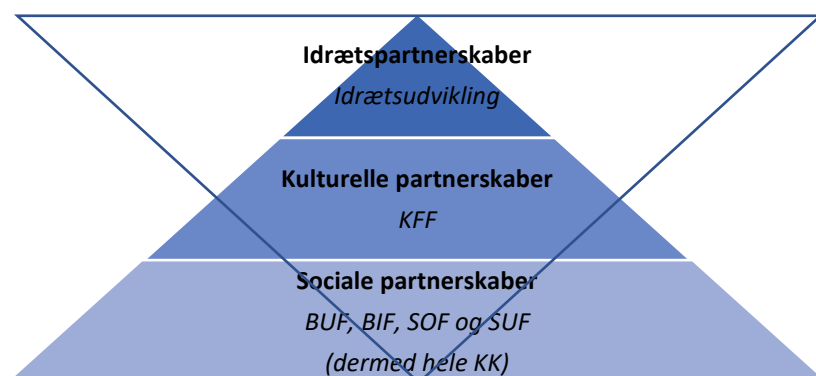 Idrætspartnerskaber
Idrætsudvikling
Kulturelle partnerskaber
KFF
Sociale partnerskaber
BUF, BIF, SOF og SUF
(dermed hele KK)